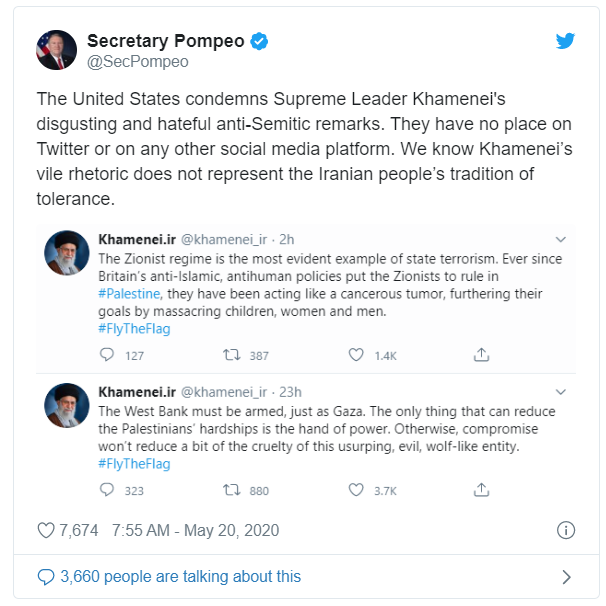 Secretary Pompeo
@SecPompeo
The United States condemns Supreme Leader Khamenei's
disgusting and hateful anti-Semitic remarks. They have no place on
Twitter or on any other social media platform. We know Khamenei’s
vile rhetoric does not represent the Iranian people’s tradition of
tolerance.
Khamenei.ir @khamenei_ir · 2h
The Zionist regime is the most evident example of state terrorism. Ever since
Britain's anti-Islamic, antihuman policies put the Zionists to rule in
#Palestine, they have been acting like a cancerous tumor, furthering their
goals by massacring children, women and men.
#FlyTheFlag
127 387 1.4K
Khamenei.ir @khamenei_ir · 23h
The West Bank must be armed, just as Gaza. The only thing that can reduce
the Palestinians' hardships is the hand of power. Otherwise, compromise
won't reduce a bit of the cruelty of this usurping, evil, wolf-like entity.
#FlyTheFlag
323 880 3.7K
7,674 7:55 AM - May 20, 2020
3,660 people are talking about this